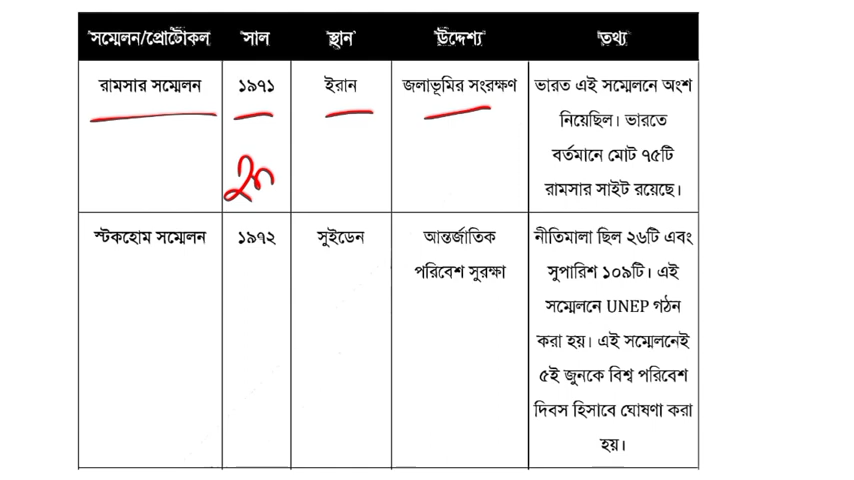 সম্মেলন/প্রোটোকল সাল স্থান উদ্দেশ্য তথ্য
রামসার সম্মেলন ১৯৭১ ইরান জলাভূমির সংরক্ষণ ভারত এই সম্মেলনে অংশ
নিয়েছিল। ভারতে
বর্তমানে মোট ৭৫টি
রামসার সাইট রয়েছে।
স্টকহোম সম্মেলন ১৯৭২ সুইডেন আন্তর্জাতিক নীতিমালা ছিল ২৬টি এবং
পরিবেশ সুরক্ষা সুপারিশ ১০৯টি। এই
সম্মেলনে UNEP গঠন
করা হয়। এই সম্মেলনেই
৫ই জুনকে বিশ্ব পরিবেশ
দিবস হিসাবে ঘোষণা করা
হয়।